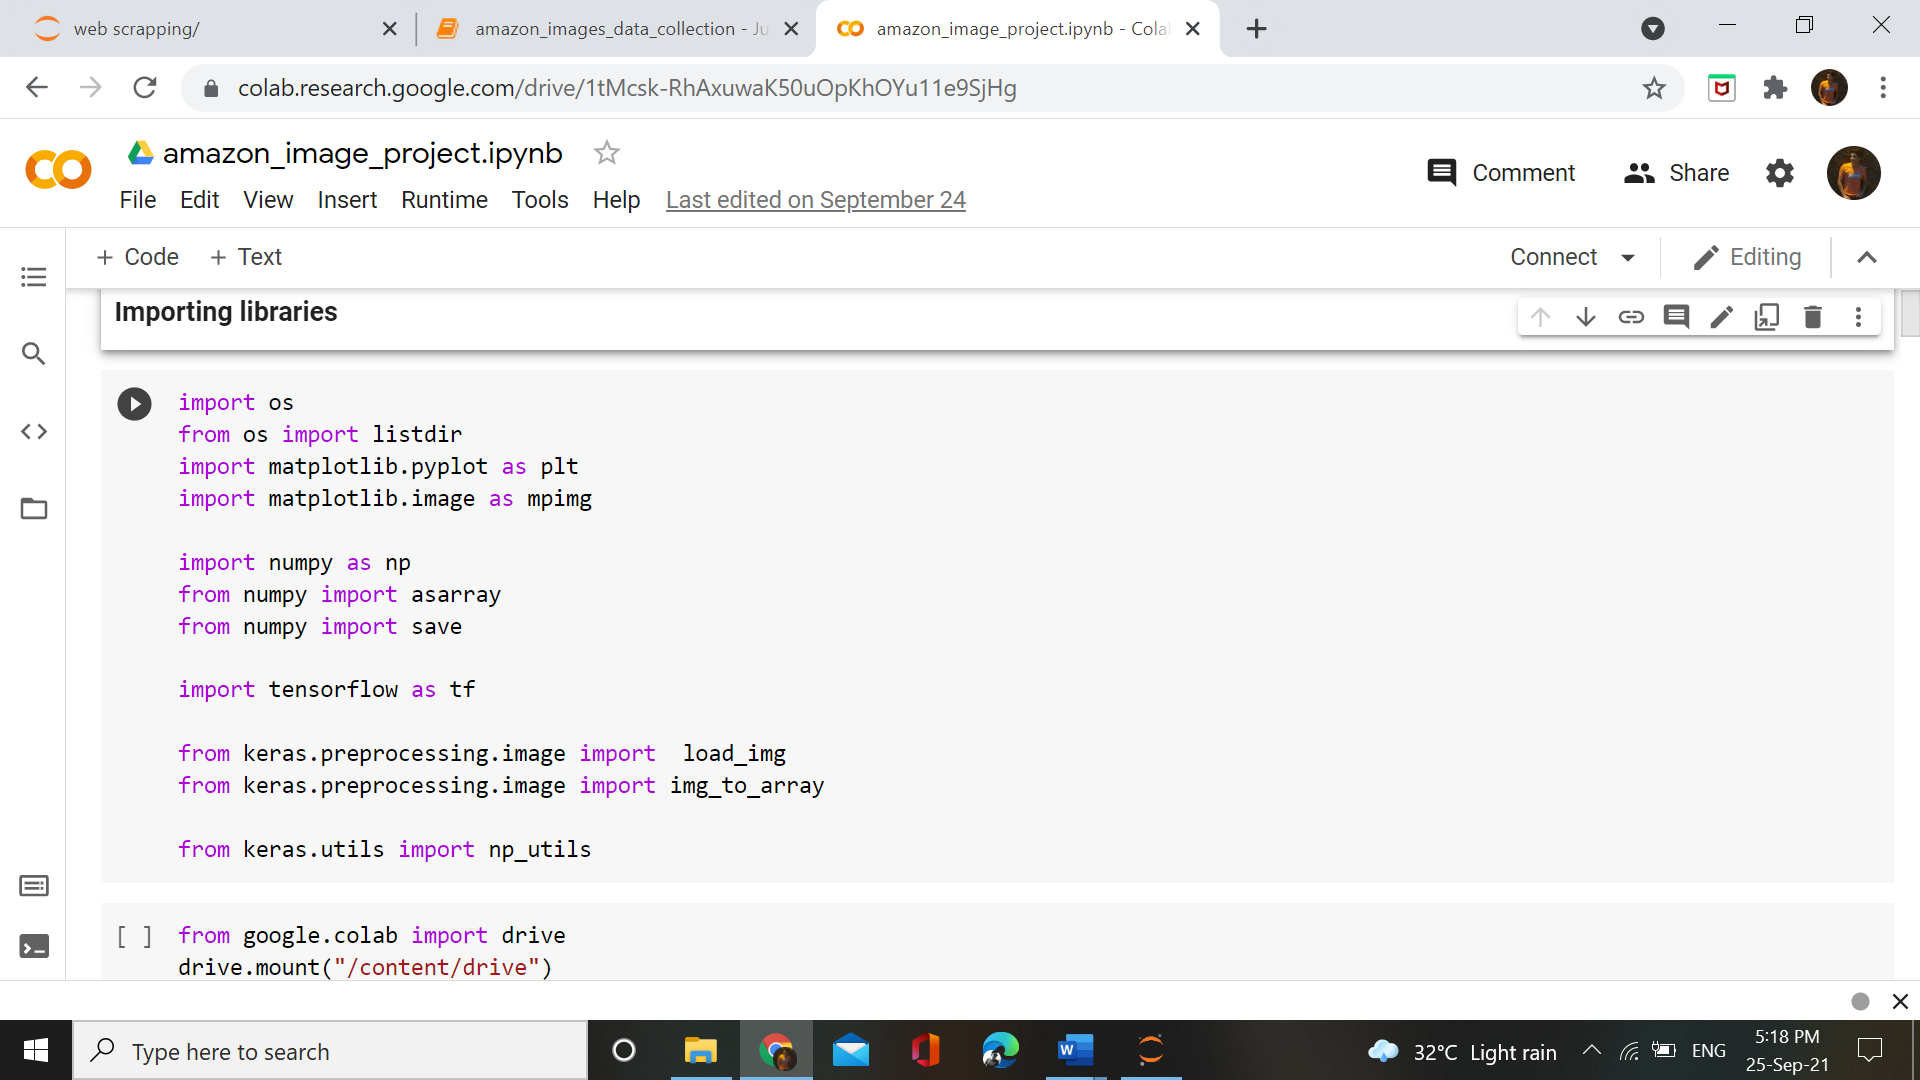 web scrapping/
amazon_images_data_collection - Ju
amazon_image_project.ipynb - Cola
colab.research.google.com/drive/1tMcsk-RhAxuwaK50uOpKhOYu11e9SjHg
amazon_image_project.ipynb
File Edit View Insert Runtime Tools Help Last edited on September 24
Comment Share
+ Code + Text
Connect Editing
Importing libraries
import os
from os import listdir
import matplotlib.pyplot as plt
import matplotlib.image as mpimg
import numpy as np
from numpy import asarray
from numpy import save
import tensorflow as tf
from keras.preprocessing.image import  load_img
from keras.preprocessing.image import img_to_array
from keras.utils import np_utils
[ ] from google.colab import drive
drive.mount("/content/drive")
Type here to search
32°C Light rain
ENG
5:18 PM
25-Sep-21